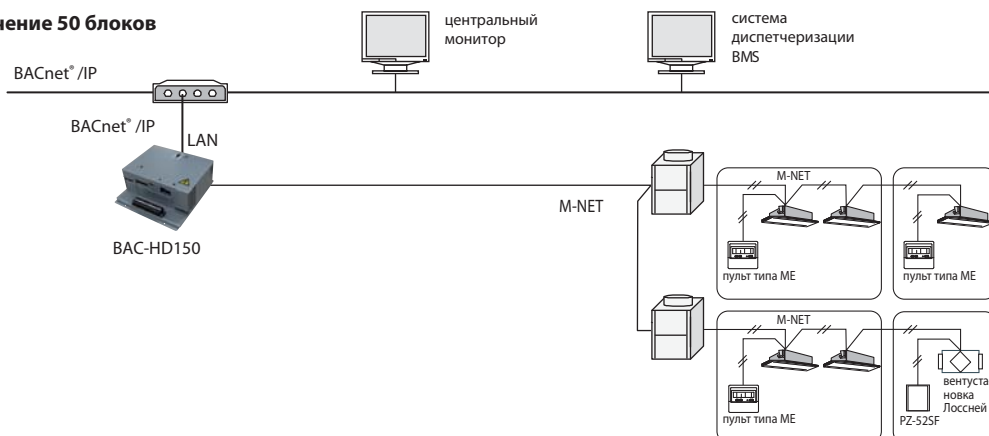 чение 50 блоков
центральный
монитор
система
диспетчеризации
BMS
BACnet® /IP
BACnet® /IP
LAN
BAC-HD150
M-NET
M-NET
пульт типа ME
пульт типа ME
M-NET
пульт типа ME
PZ-52SF
вентуста
новка
Лоссней